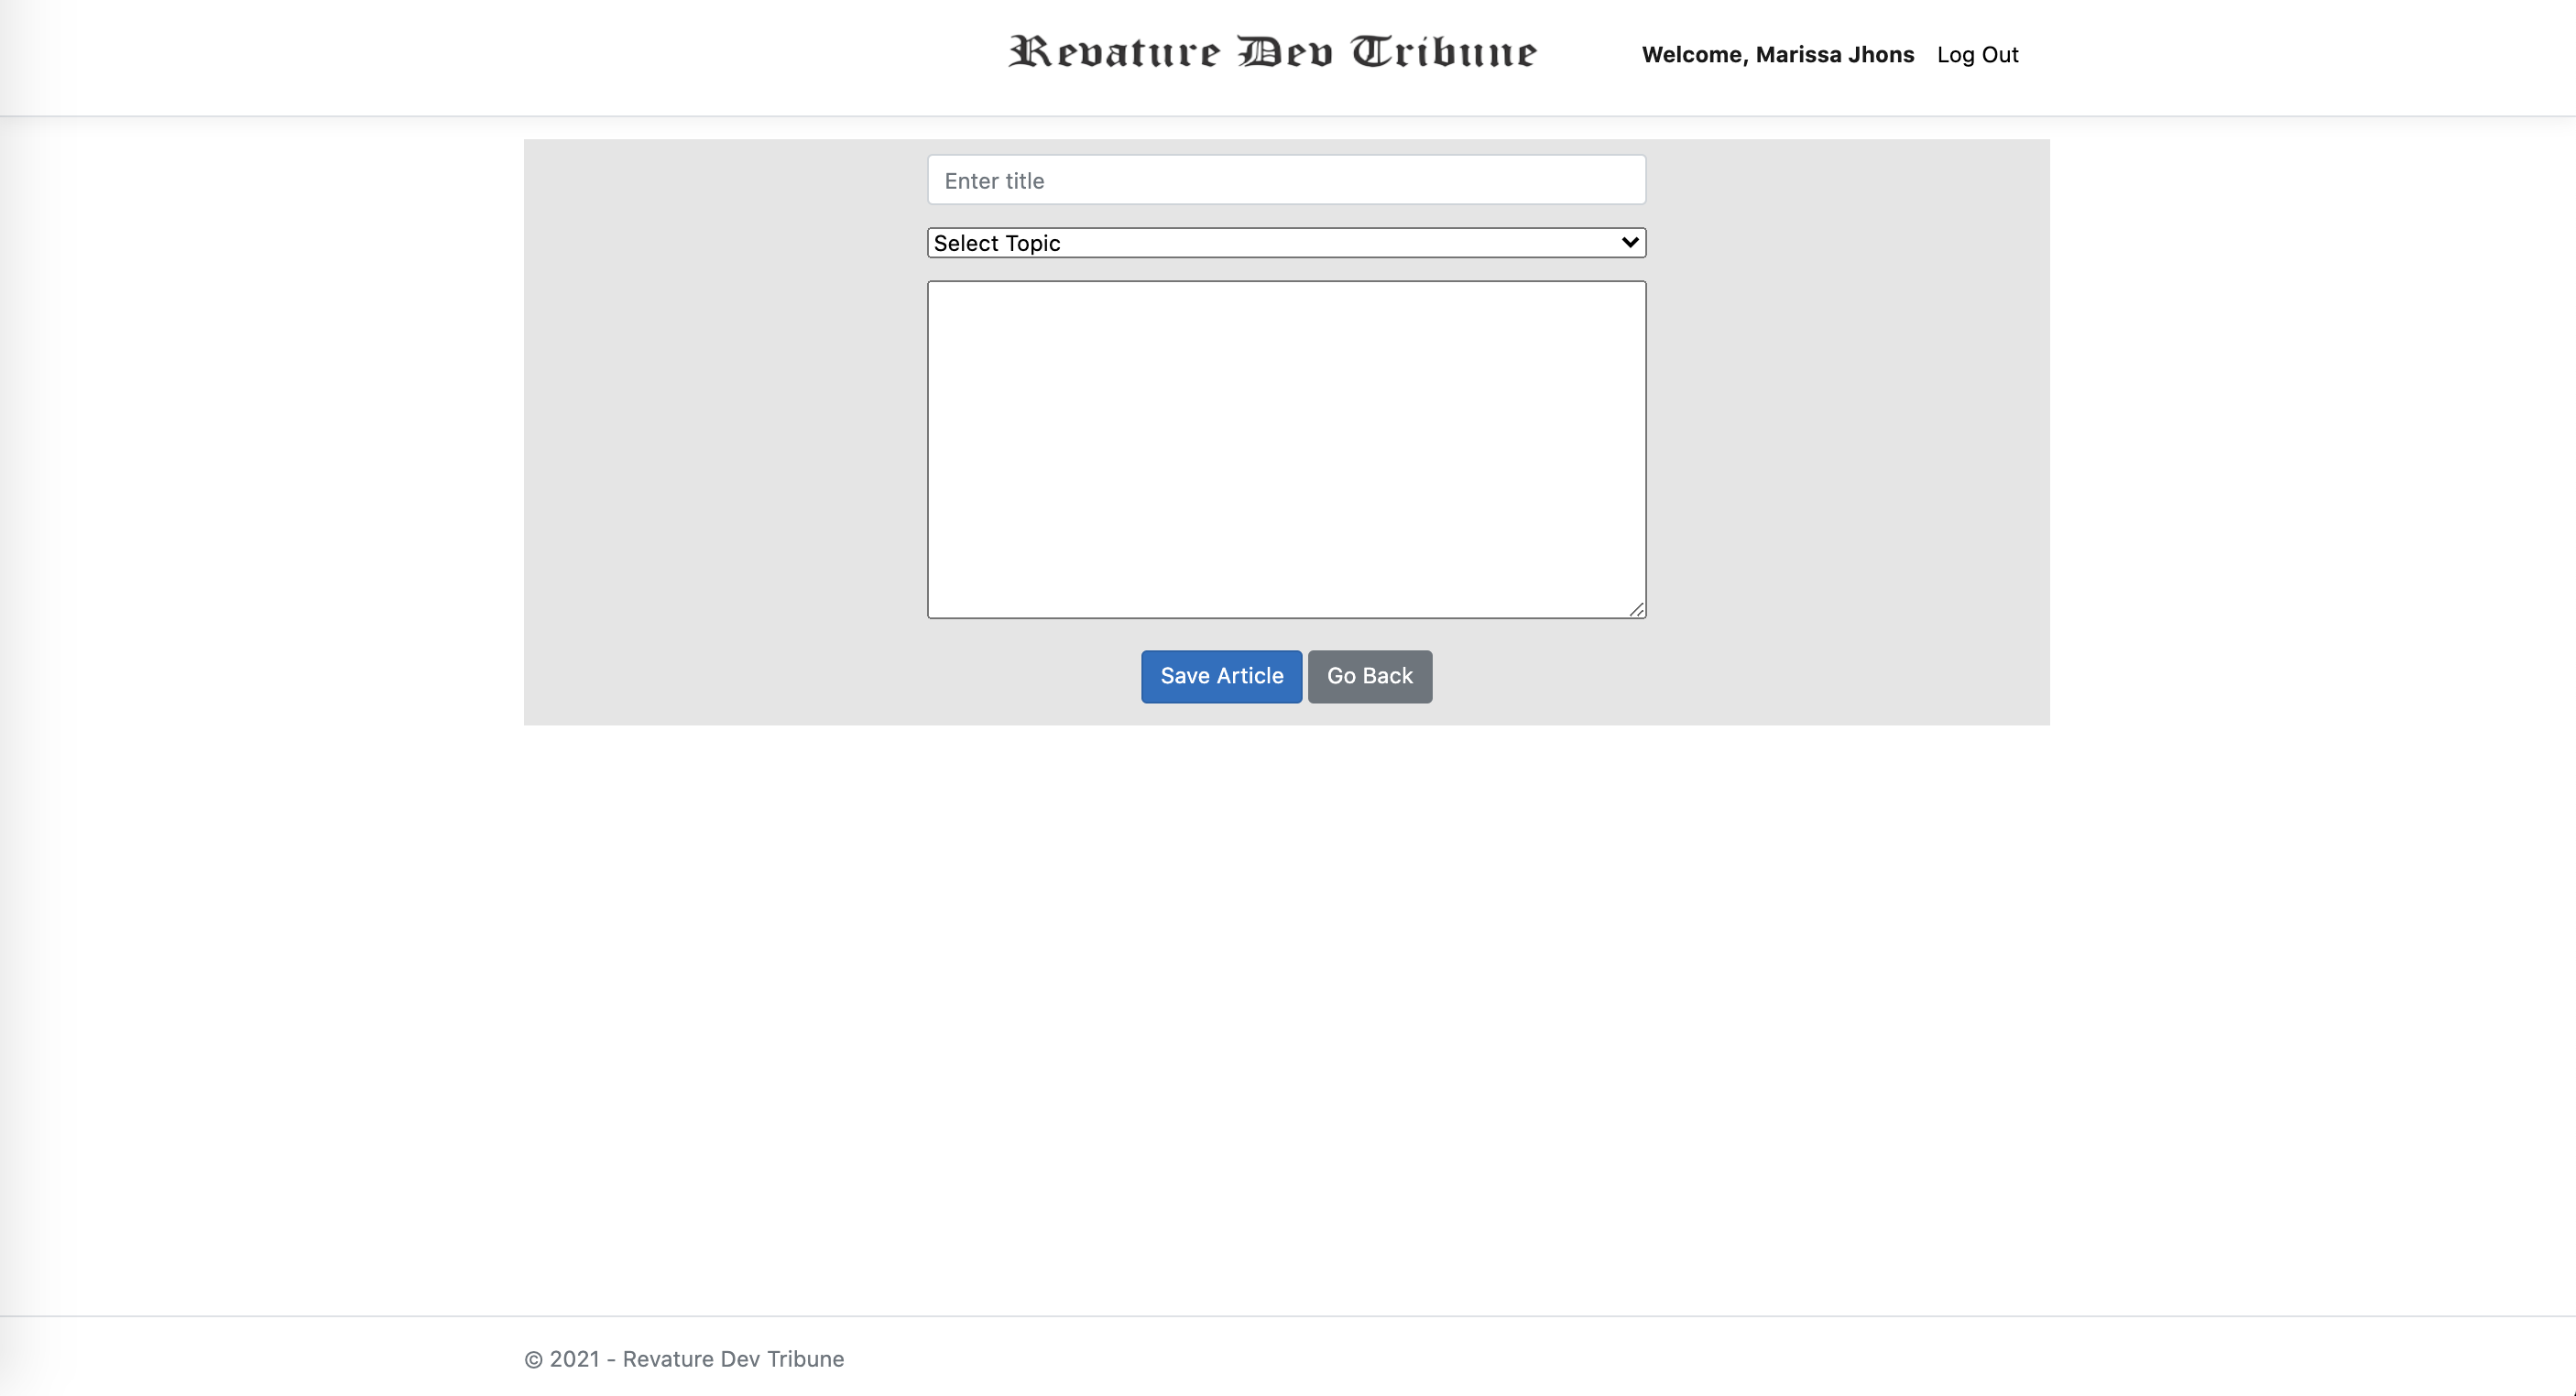 Revature Dev Tribune
Welcome, Marissa Jhons Log Out
Enter title
Select Topic
Save Article Go Back
© 2021 - Revature Dev Tribune